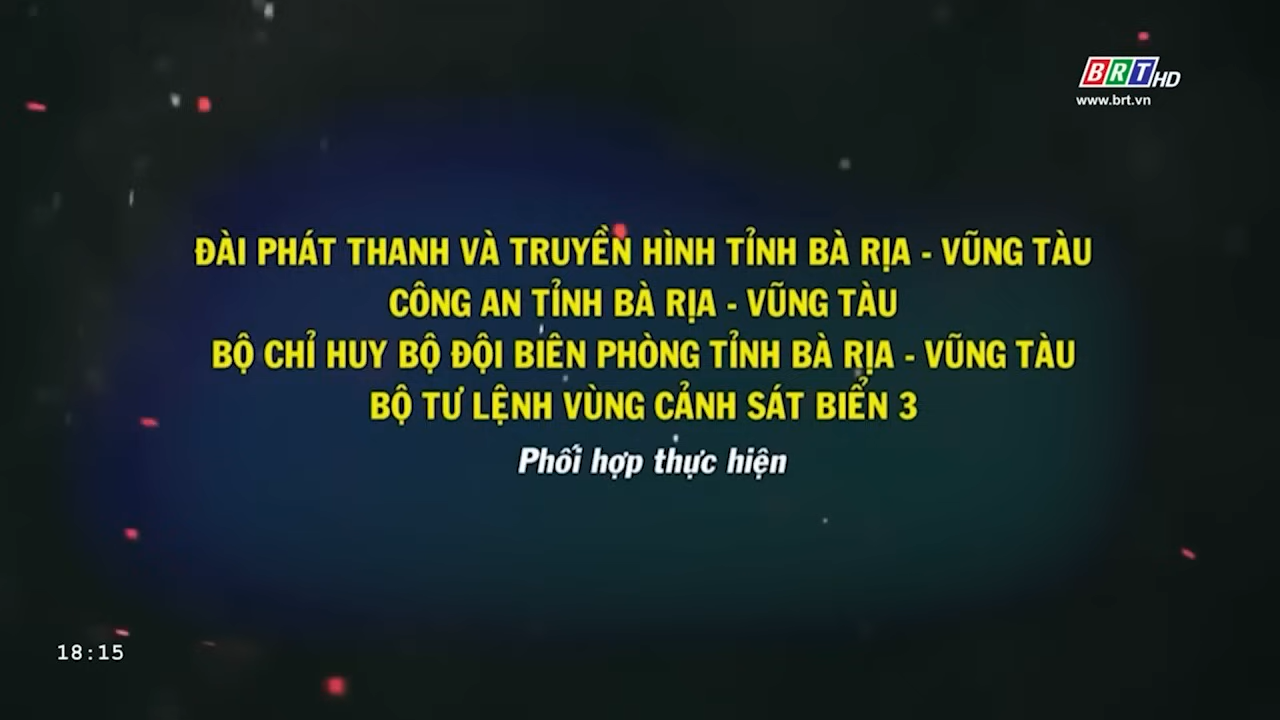 BRT HD
www.brt.vn
ĐÀI PHÁT THANH VÀ TRUYỀN HÌNH TỈNH BÀ RỊA - VŨNG TÀU
CÔNG AN TỈNH BÀ RỊA - VŨNG TÀU
BỘ CHỈ HUY BỘ ĐỘI BIÊN PHÒNG TỈNH BÀ RỊA - VŨNG TÀU
BỘ TƯ LỆNH VÙNG CẢNH SÁT BIỂN 3
Phối hợp thực hiện
18:15